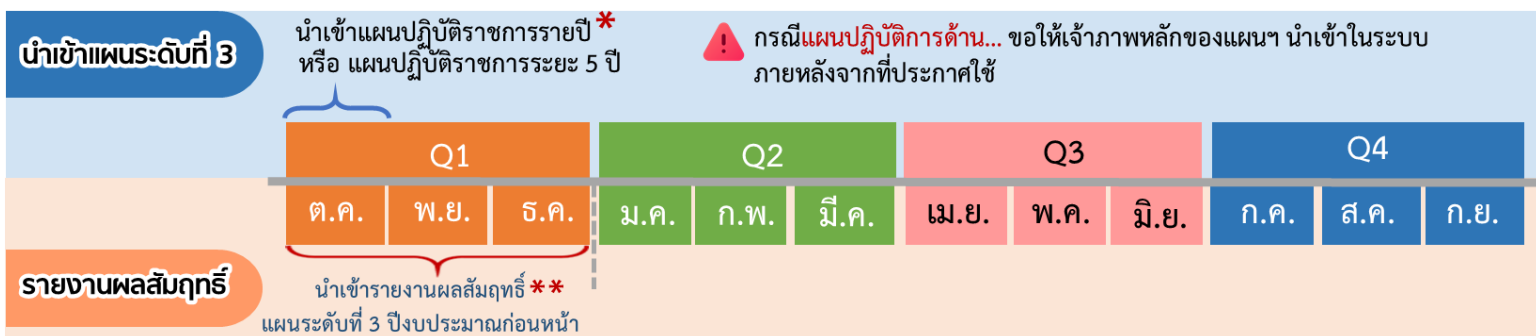 นำเข้าแผนระดับที่ 3
นำเข้าแผนปฏิบัติราชการรายปี *
หรือ แผนปฏิบัติราชการระยะ 5 ปี
! กรณีแผนปฏิบัติการด้าน... ขอให้เจ้าภาพหลักของแผนฯ นำเข้าในระบบ
ภายหลังจากที่ประกาศใช้
Q1 Q2 Q3 Q4
ต.ค. พ.ย. ธ.ค. ม.ค. ก.พ. มี.ค. เม.ย. พ.ค. มิ.ย. ก.ค. ส.ค. ก.ย.
รายงานผลสัมฤทธิ์
นำเข้ารายงานผลสัมฤทธิ์ **
แผนระดับที่ 3 ปีงบประมาณก่อนหน้า